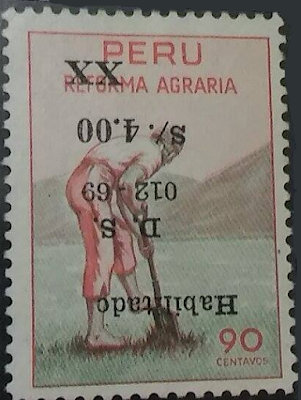 PERU
REFORMA AGRARIA
90
CENTAVOS
Habilitado
D. S.
012 - 69
S/. 4.00
XX